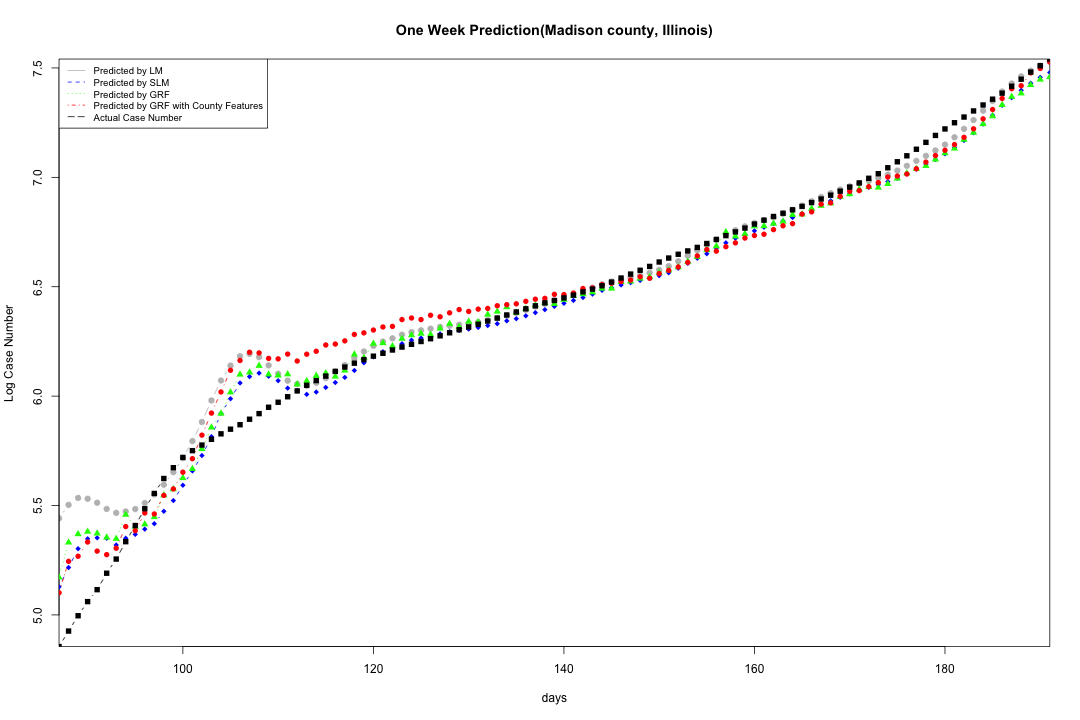 One Week Prediction(Madison county, Illinois)
Predicted by LM
Predicted by SLM
Predicted by GRF
Predicted by GRF with County Features
Actual Case Number
Log Case Number
7.5
7.0
6.5
6.0
5.5
5.0
100 120 140 160 180
days